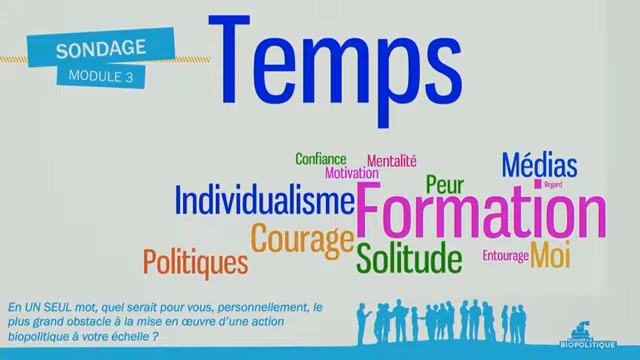 SONDAGE
MODULE 3
Temps
Confiance
Mentalité
Motivation
Médias
Peur
Regard
Individualisme
Formation
Courage
Solitude
Entourage
Moi
Politiques
En UN SEUL mot, quel serait pour vous, personnellement, le
plus grand obstacle à la mise en œuvre d'une action
biopolitique à votre échelle ?
BIOPOLITIQUE